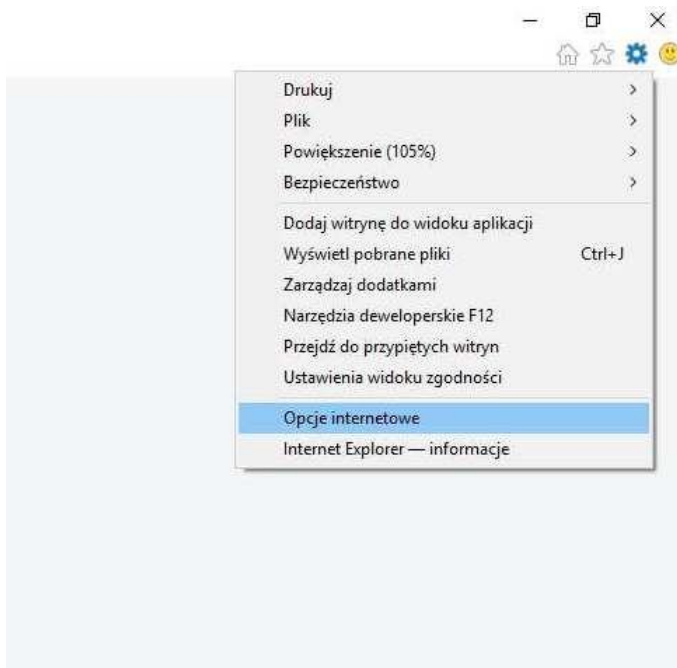 Drukuj
Plik
Powiększenie (105%)
Bezpieczeństwo
Dodaj witrynę do widoku aplikacji
Wyświetl pobrane pliki Ctrl+J
Zarządzaj dodatkami
Narzędzia deweloperskie F12
Przejdź do przypiętych witryn
Ustawienia widoku zgodności
Opcje internetowe
Internet Explorer — informacje